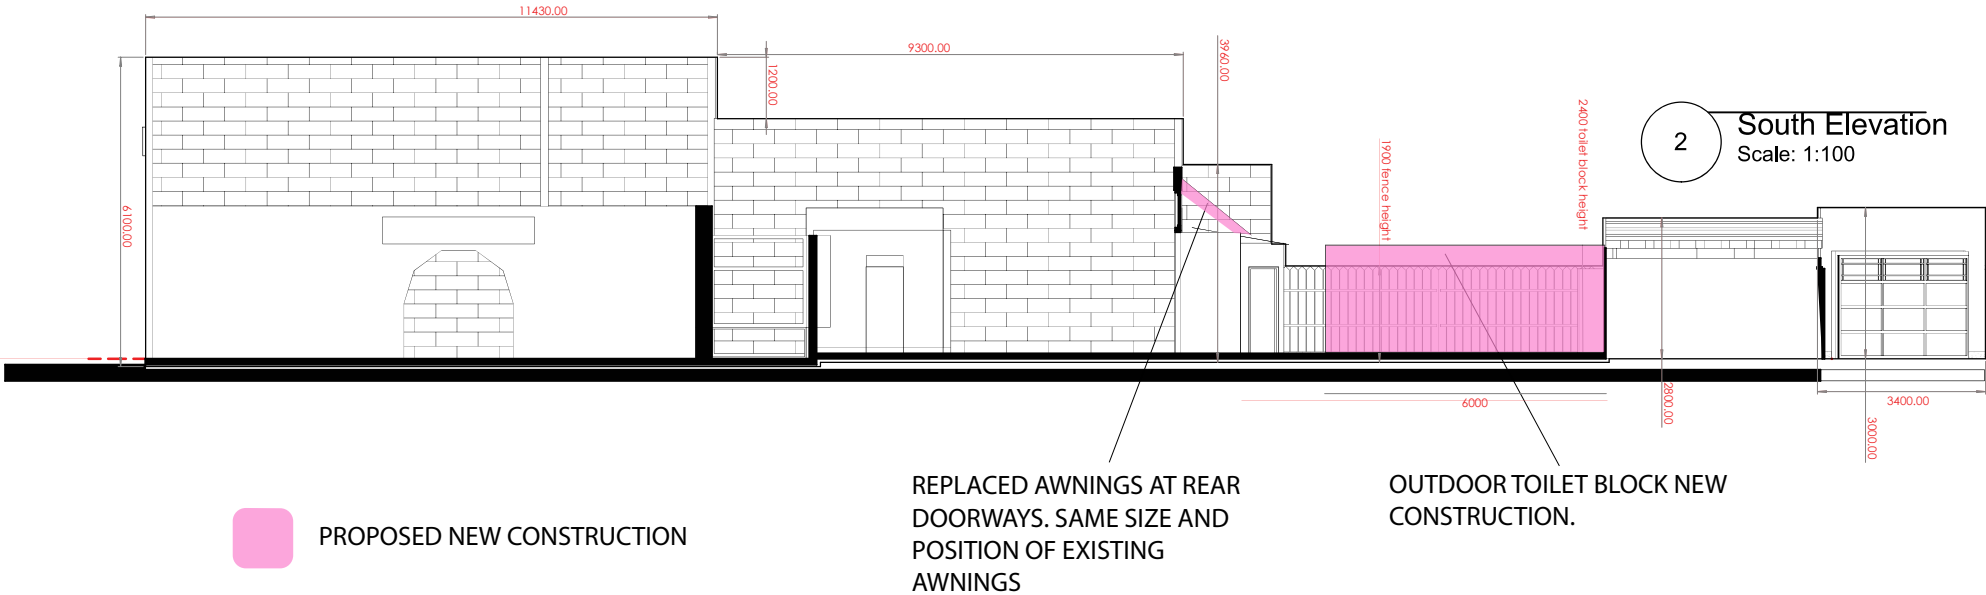 11430.00
9300.00
3960.00
1200.00
6100.00
1900 fence height
2400 toilet block height
2
South Elevation
Scale: 1:100
6000
2800.00
3400.00
3000.00
REPLACED AWNINGS AT REAR
DOORWAYS. SAME SIZE AND
POSITION OF EXISTING
AWNINGS
OUTDOOR TOILET BLOCK NEW
CONSTRUCTION.
PROPOSED NEW CONSTRUCTION